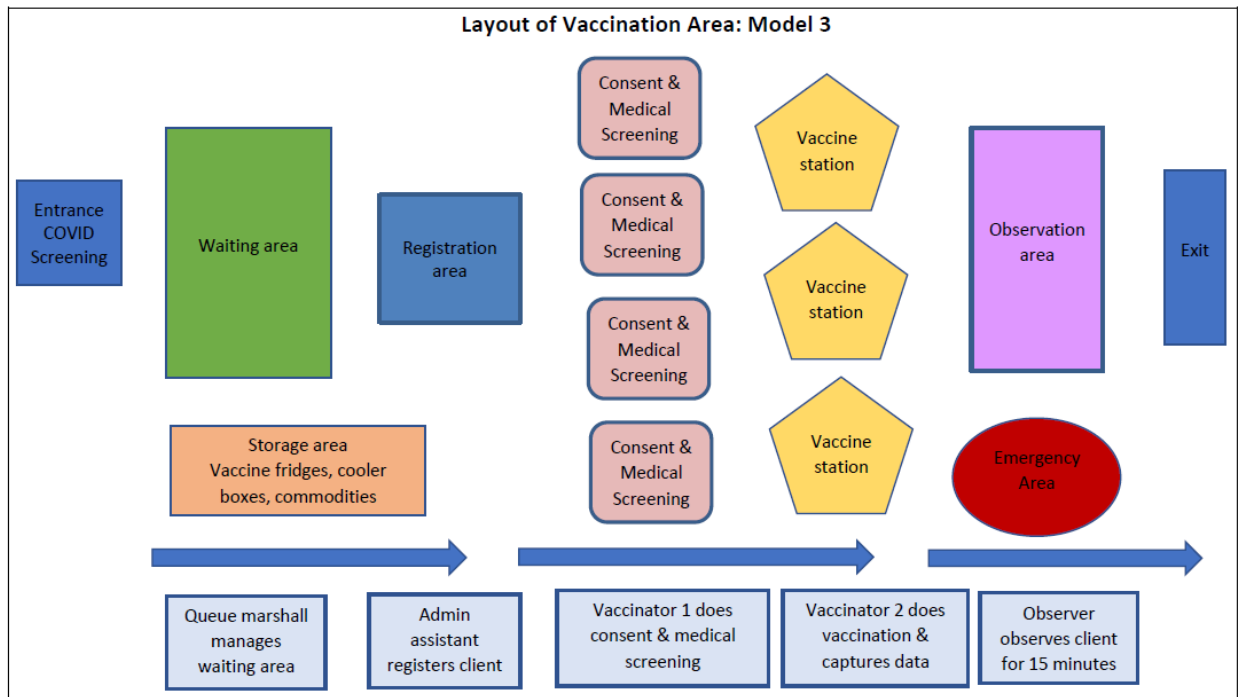 Layout of Vaccination Area: Model 3
Entrance
COVID
Screening
Waiting area
Registration
area
Consent &
Medical
Screening
Consent &
Medical
Screening
Consent &
Medical
Screening
Consent &
Medical
Screening
Vaccine
station
Vaccine
station
Vaccine
station
Observation
area
Exit
Storage area
Vaccine fridges, cooler
boxes, commodities
Emergency
Area
Queue marshall
manages
waiting area
Admin
assistant
registers client
Vaccinator 1 does
consent & medical
screening
Vaccinator 2 does
vaccination &
captures data
Observer
observes client
for 15 minutes